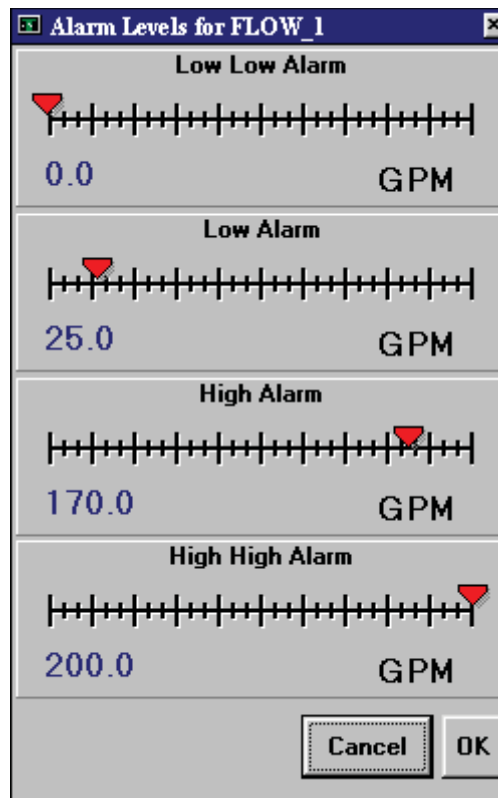 Alarm Levels for FLOW_1
Low Low Alarm
0.0 GPM
Low Alarm
25.0 GPM
High Alarm
170.0 GPM
High High Alarm
200.0 GPM
Cancel OK